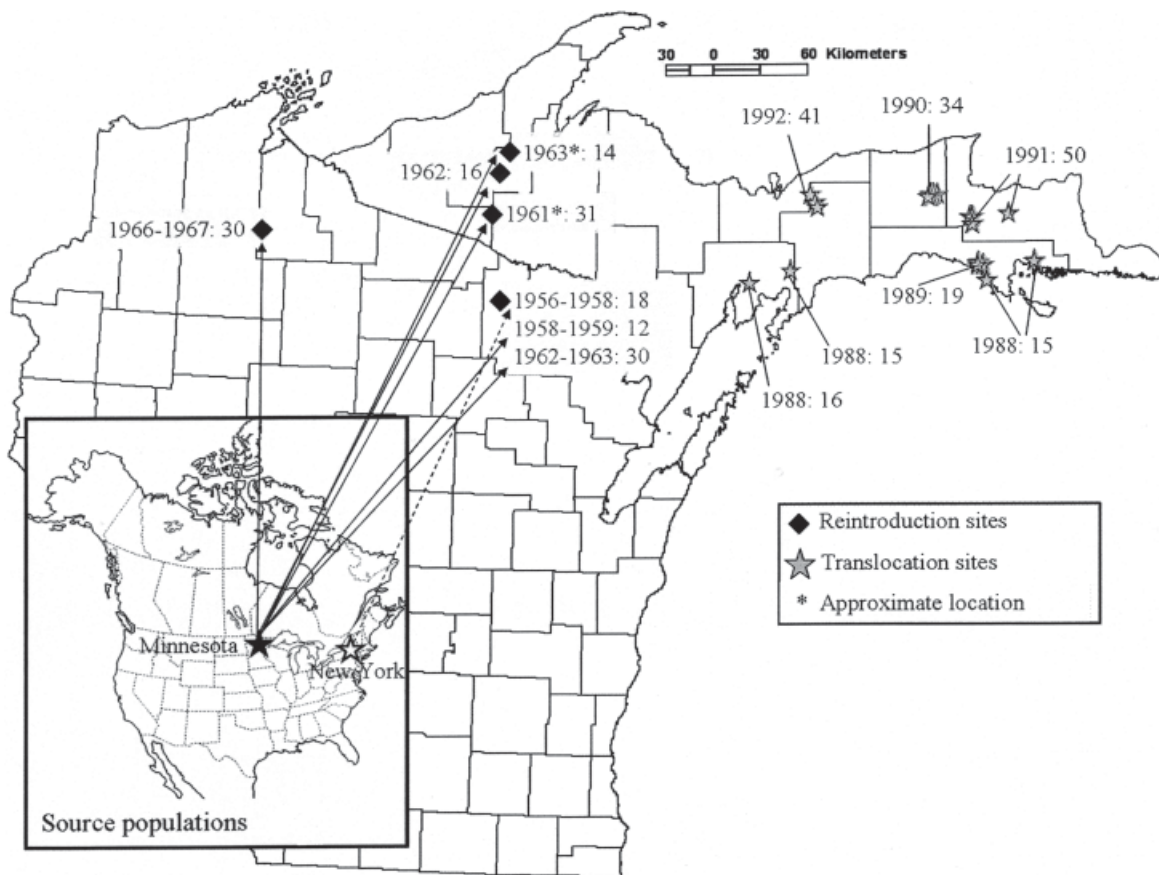 30 0 30 60 Kilometers
1990: 34
1992: 41
1963*: 14
1991: 50
1962: 16
1961*: 31
1966-1967: 30
1989: 19
1956-1958: 18
1958-1959: 12
1988: 15
1988: 15
1962-1963: 30
1988: 16
Reintroduction sites
Translocation sites
* Approximate location
Minnesota
New York
Source populations